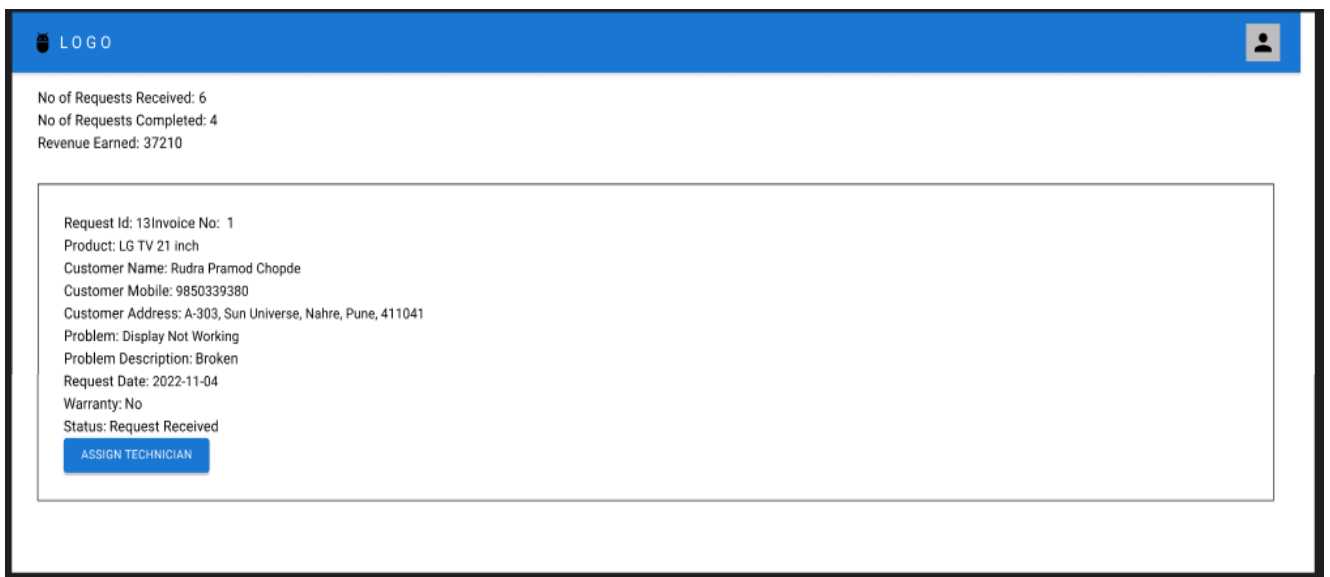 LOGO
No of Requests Received: 6
No of Requests Completed: 4
Revenue Earned: 37210
Request Id: 13Invoice No: 1
Product: LG TV 21 inch
Customer Name: Rudra Pramod Chopde
Customer Mobile: 9850339380
Customer Address: A-303, Sun Universe, Nahre, Pune, 411041
Problem: Display Not Working
Problem Description: Broken
Request Date: 2022-11-04
Warranty: No
Status: Request Received
ASSIGN TECHNICIAN